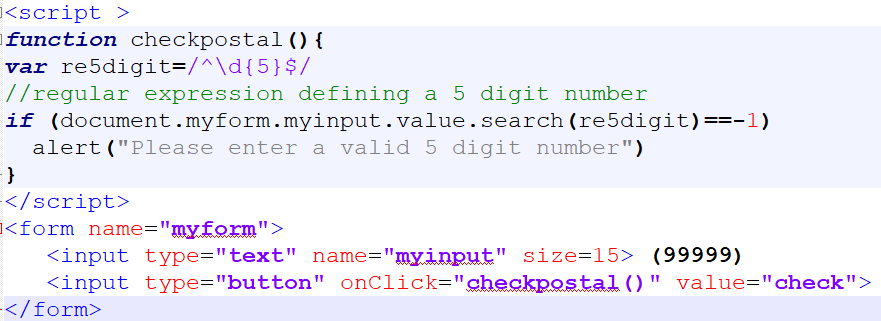 <script >
function checkpostal(){
var re5digit=/^\d{5}$/
//regular expression defining a 5 digit number
if (document.myform.myinput.value.search(re5digit)==-1)
  alert("Please enter a valid 5 digit number")
}
</script>
<form name="myform">
   <input type="text" name="myinput" size=15> (99999)
   <input type="button" onClick="checkpostal()" value="check">
</form>